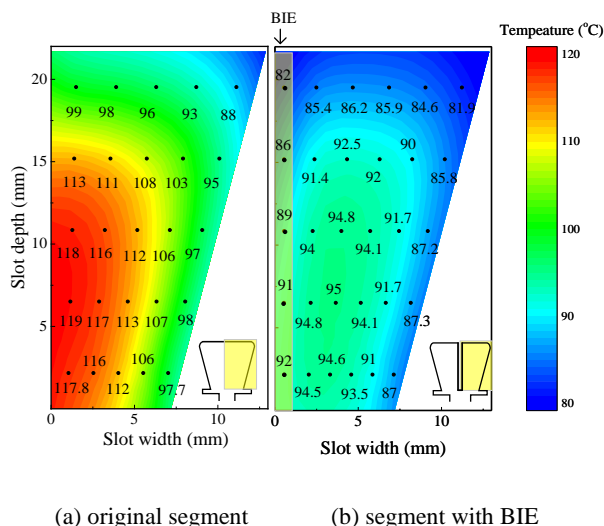 BIE
Tempeature (°C)
20
15
10
5
0
5
10
Slot depth (mm)
Slot width (mm)
99 98 96 93 88
113 111 108 103 95
118 116 112 106 97
119 117 113 107 98
117.8 116 112 106 97.7
0
5
10
Slot width (mm)
82 85.4 86.2 85.9 84.6 81.9
86 91.4 92.5 92 90 85.8
89 94 94.8 94.1 91.7 87.2
91 94.8 95 94.1 91.7 87.3
92 94.5 94.6 93.5 91 87
120
110
100
90
80
(a) original segment
(b) segment with BIE